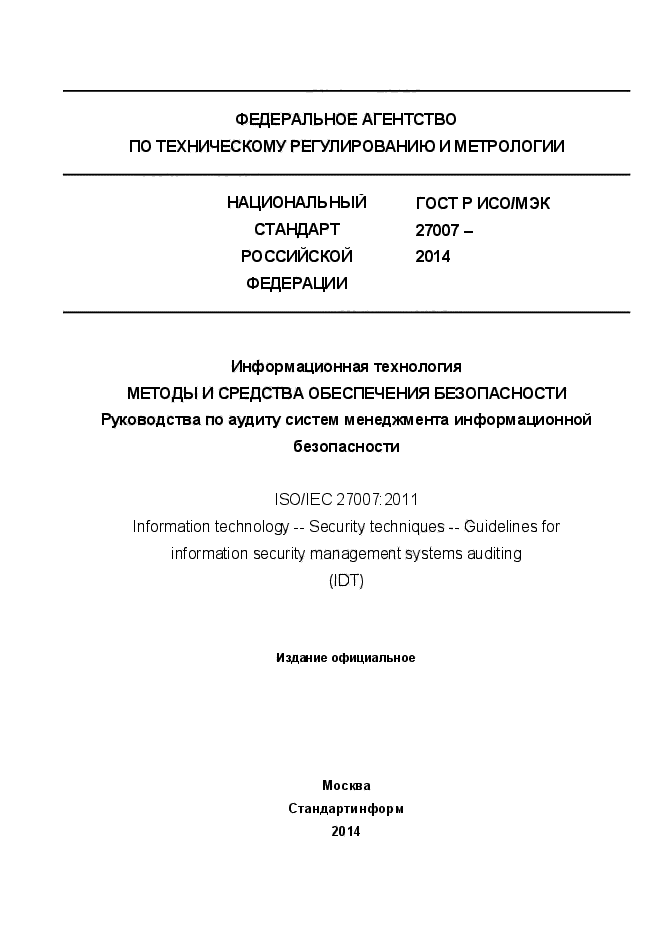 ФЕДЕРАЛЬНОЕ АГЕНТСТВО
ПО ТЕХНИЧЕСКОМУ РЕГУЛИРОВАНИЮ И МЕТРОЛОГИИ
НАЦИОНАЛЬНЫЙ
СТАНДАРТ
РОССИЙСКОЙ
ФЕДЕРАЦИИ
ГОСТ Р ИСО/МЭК
27007 –
2014
Информационная технология
МЕТОДЫ И СРЕДСТВА ОБЕСПЕЧЕНИЯ БЕЗОПАСНОСТИ
Руководства по аудиту систем менеджмента информационной
безопасности
ISO/IEC 27007:2011
Information technology -- Security techniques -- Guidelines for
information security management systems auditing
(IDT)
Издание официальное
Москва
Стандартинформ
2014